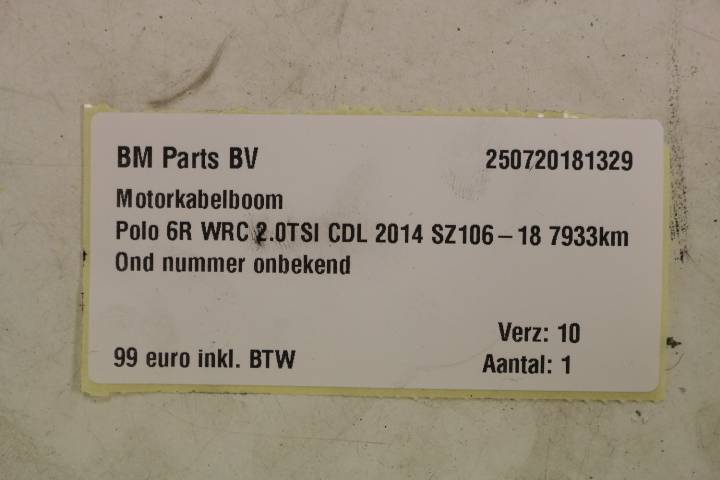 BM Parts BV 250720181329
Motorkabelboom
Polo 6R WRC 2.0TSI CDL 2014 SZ106-18 7933km
Ond nummer onbekend
Verz: 10
99 euro inkl. BTW Aantal: 1